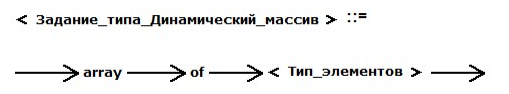 < Задание_типа_Динамический_массив > ::=
array of < Тип_элементов >